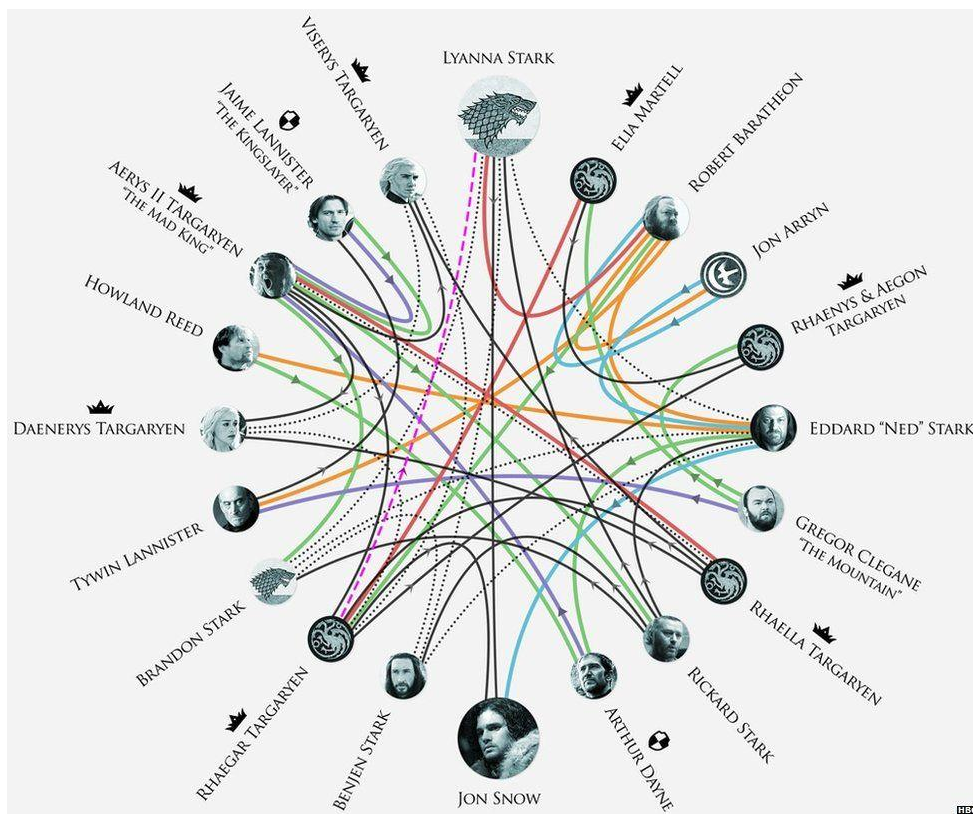 LYANNA STARK
ELIA MARTELL
ROBERT BARATHEON
JON ARRYN
RHAENYS & AEGON
TARGARYEN
EDDARD "NED" STARK
GREGOR CLEGANE
"THE MOUNTAIN"
RHAELLA TARGARYEN
RICKARD STARK
ARTHUR DAYNE
JON SNOW
BENJEN STARK
RHAEGAR TARGARYEN
BRANDON STARK
TYWIN LANNISTER
DAENERYS TARGARYEN
HOWLAND REED
AERYS II TARGARYEN
"THE MAD KING"
JAIME LANNISTER
"THE KINGSLAYER"
VISERYS TARGARYEN
HB